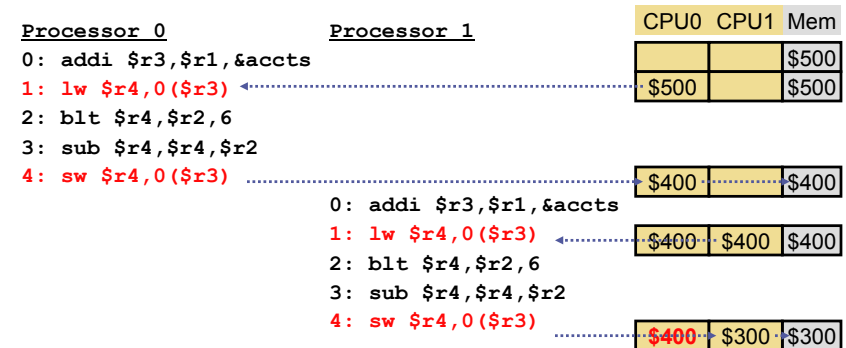 CPU0 CPU1 Mem
Processor 0 Processor 1
0: addi $r3,$r1,&accts
$500
1: lw $r4,0($r3) $500 $500
2: blt $r4,$r2,6
3: sub $r4,$r4,$r2
4: sw $r4,0($r3) $400 $400
0: addi $r3,$r1,&accts
1: lw $r4,0($r3) $400 $400 $400
2: blt $r4,$r2,6
3: sub $r4,$r4,$r2
4: sw $r4,0($r3)
$400 $300 $300